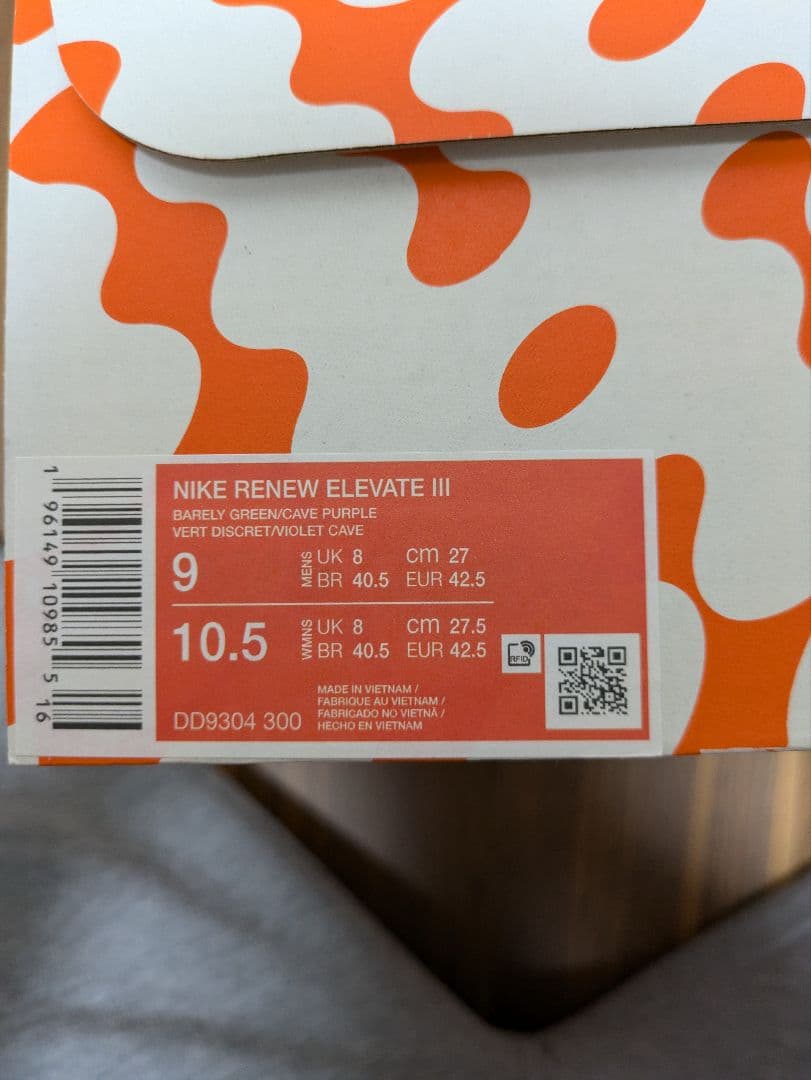 NIKE RENEW ELEVATE III
BARELY GREEN/CAVE PURPLE
VERT DISCRET/VIOLET CAVE
9 MENS UK 8 cm 27
BR 40.5 EUR 42.5
10.5 WMNS UK 8 cm 27.5
BR 40.5 EUR 42.5
RFID
MADE IN VIETNAM /
FABRIQUE AU VIETNAM /
FABRICADO NO VIETNÃ /
HECHO EN VIETNAM
DD9304 300
1 96149 10985 5 16